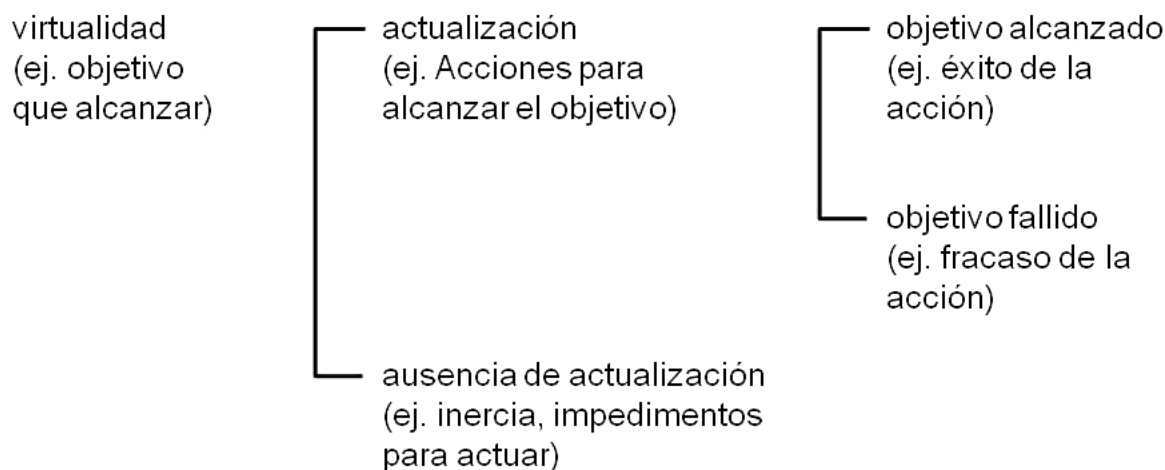 virtualidad
(ej. objetivo
que alcanzar)
actualización
(ej. Acciones para
alcanzar el objetivo)
objetivo alcanzado
(ej. éxito de la
acción)
objetivo fallido
(ej. fracaso de la
acción)
ausencia de actualización
(ej. inercia, impedimentos
para actuar)